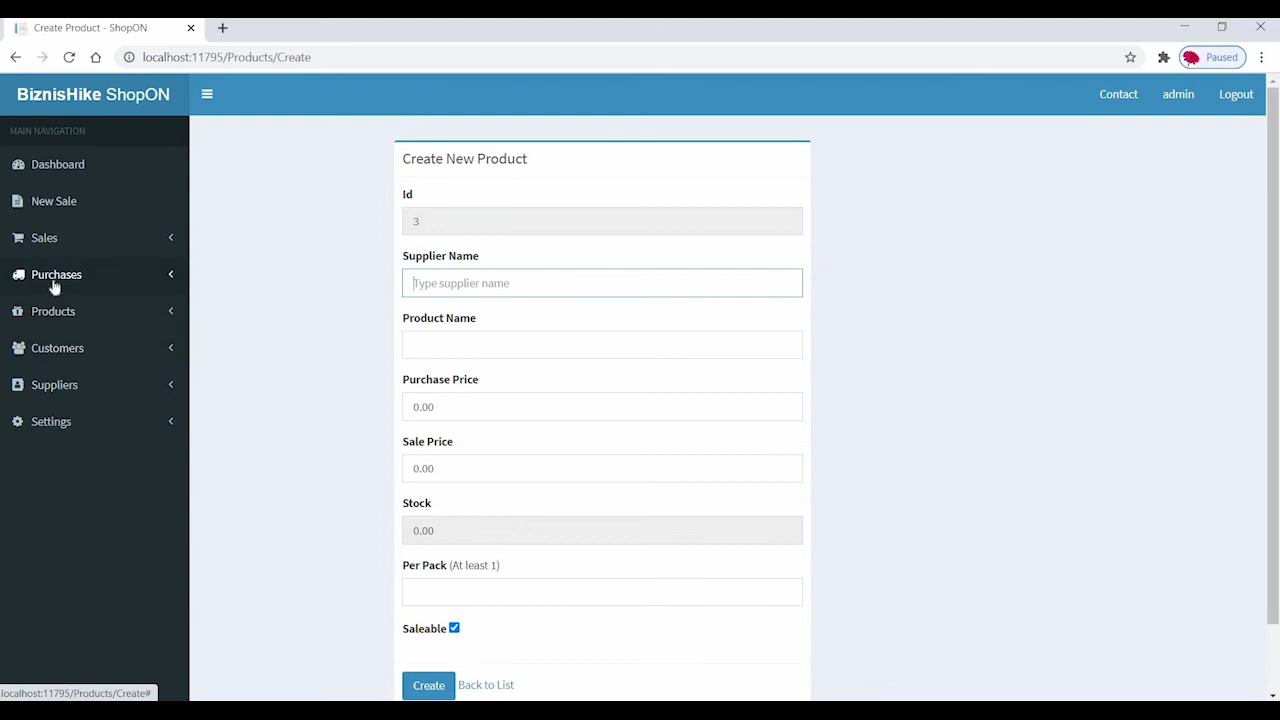 Create Product - ShopON
localhost:11795/Products/Create
Paused
BiznisHike ShopON
Contact
admin
Logout
MAIN NAVIGATION
Dashboard
New Sale
Sales
Purchases
Products
Customers
Suppliers
Settings
Create New Product
Id
3
Supplier Name
Type supplier name
Product Name
Purchase Price
0.00
Sale Price
0.00
Stock
0.00
Per Pack (At least 1)
Saleable
Create Back to List
localhost:11795/Products/Create#